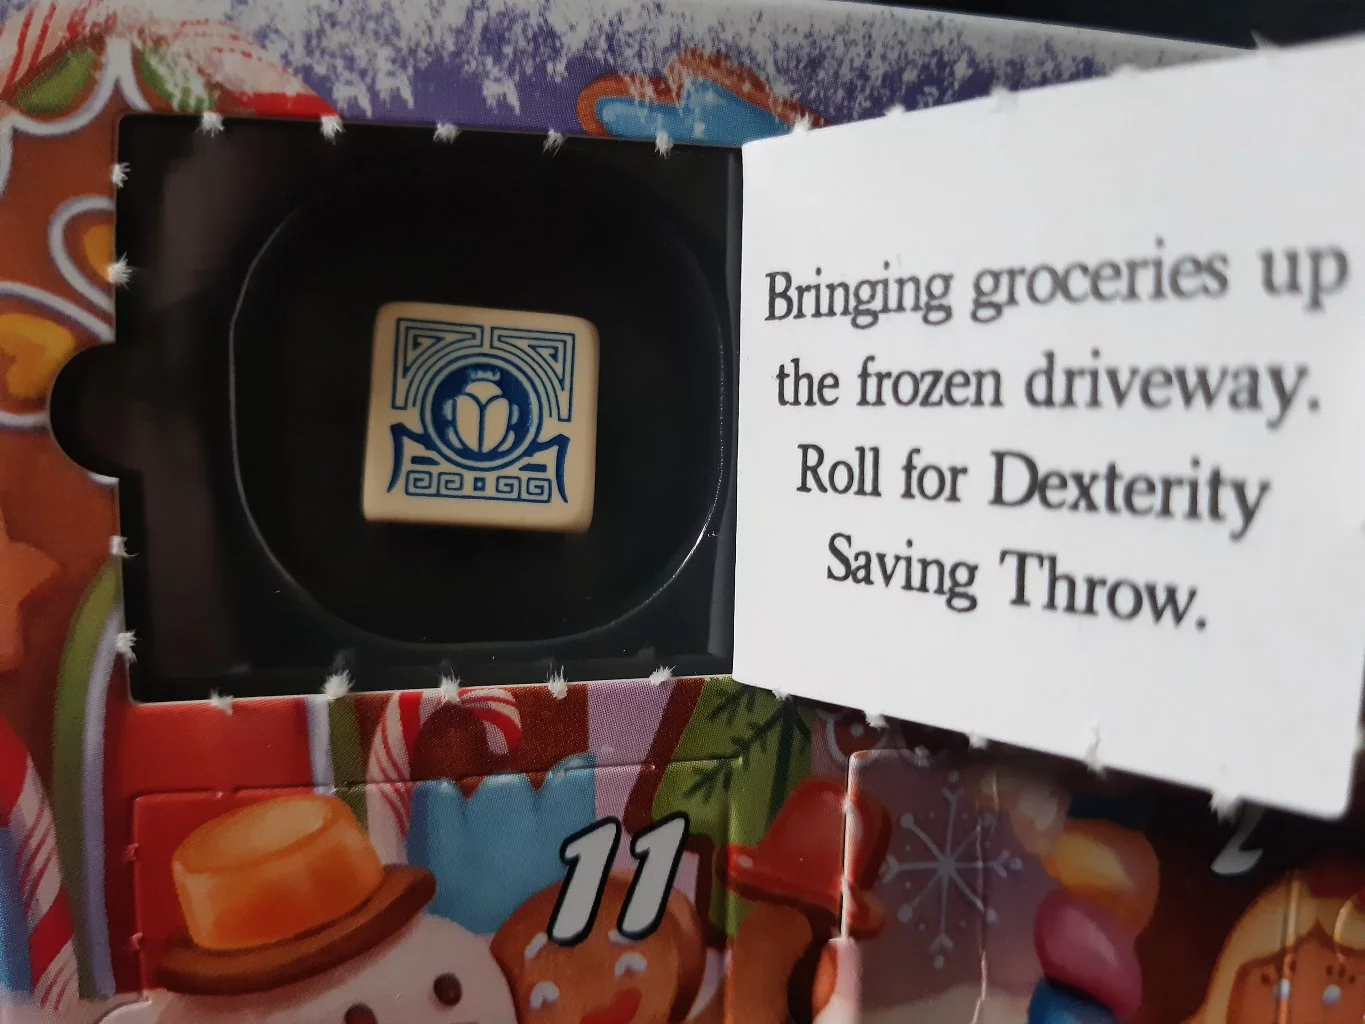 Bringing groceries up
the frozen driveway.
Roll for Dexterity
Saving Throw.
11